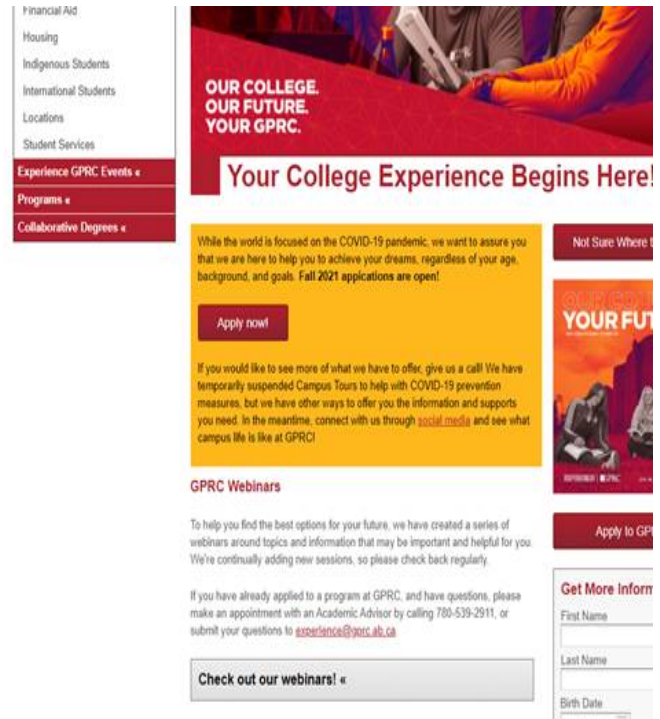 Financial Aid
Housing
Indigenous Students
International Students
Locations
Student Services
Experience GPRC Events «
Programs «
Collaborative Degrees «
OUR COLLEGE.
OUR FUTURE.
YOUR GPRC.
Your College Experience Begins Here!
While the world is focused on the COVID-19 pandemic, we want to assure you
that we are here to help you to achieve your dreams, regardless of your age,
background, and goals. Fall 2021 appications are open!
Apply now!
If you would like to see more of what we have to offer, give us a call! We have
temporarily suspended Campus Tours to help with COVID-19 prevention
measures, but we have other ways to offer you the information and supports
you need. In the meantime, connect with us through social media and see what
campus life is like at GPRC!
GPRC Webinars
To help you find the best options for your future, we have created a series of
webinars around topics and information that may be important and helpful for you.
We're continually adding new sessions, so please check back regularly.
If you have already applied to a program at GPRC, and have questions, please
make an appointment with an Academic Advisor by calling 780-539-2911, or
submit your questions to experience@gprc.ab.ca
Check out our webinars! «
Not Sure Where t
YOUR FUT
Apply to GP
Get More Inform
First Name
Last Name
Birth Date